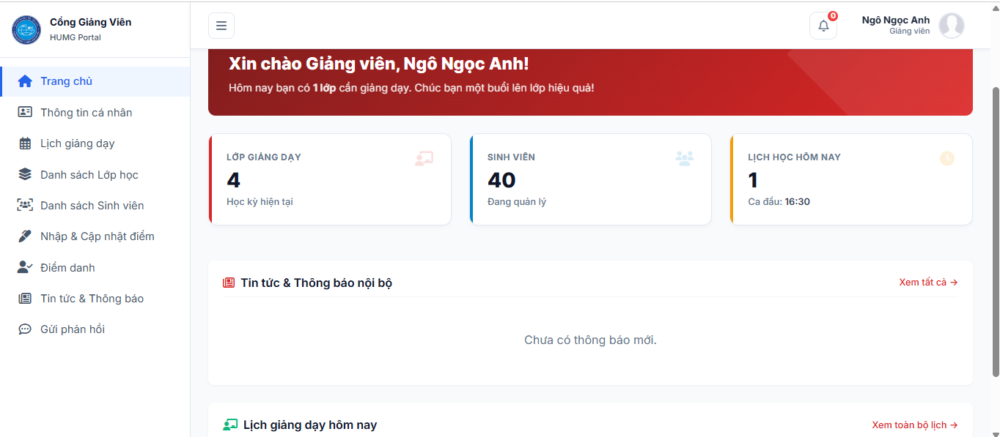 Cổng Giảng Viên
HUMG Portal
Trang chủ
Thông tin cá nhân
Lịch giảng dạy
Danh sách Lớp học
Danh sách Sinh viên
Nhập & Cập nhật điểm
Điểm danh
Tin tức & Thông báo
Gửi phản hồi
0
Ngô Ngọc Anh
Giảng viên
Xin chào Giảng viên, Ngô Ngọc Anh!
Hôm nay bạn có 1 lớp cần giảng dạy. Chúc bạn một buổi lên lớp hiệu quả!
LỚP GIẢNG DẠY
4
Học kỳ hiện tại
SINH VIÊN
40
Đang quản lý
LỊCH HỌC HÔM NAY
1
Ca đầu: 16:30
Tin tức & Thông báo nội bộ
Xem tất cả →
Chưa có thông báo mới.
Lịch giảng dạy hôm nay
Xem toàn bộ lịch →